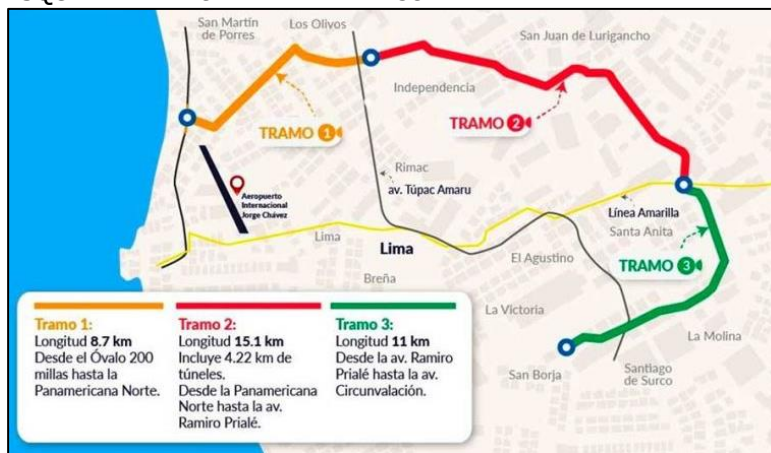 San Martín
de Porres
Los Olivos
San Juan de Lurigancho
Independencia
TRAMO 1
TRAMO 2
Rimac
av. Túpac Amaru
Aeropuerto
Internacional
Jorge Chávez
Línea Amarilla
Santa Anita
Lima
Lima
El Agustino
TRAMO 3
Breña
La Victoria
La Molina
San Borja
Santiago
de Surco
Tramo 1:
Longitud 8.7 km
Desde el Óvalo 200
millas hasta la
Panamericana Norte.
Tramo 2:
Longitud 15.1 km
Incluye 4.22 km de
túneles.
Desde la Panamericana
Norte hasta la av.
Ramiro Prialé.
Tramo 3:
Longitud 11 km
Desde la av. Ramiro
Prialé hasta la av.
Circunvalación.